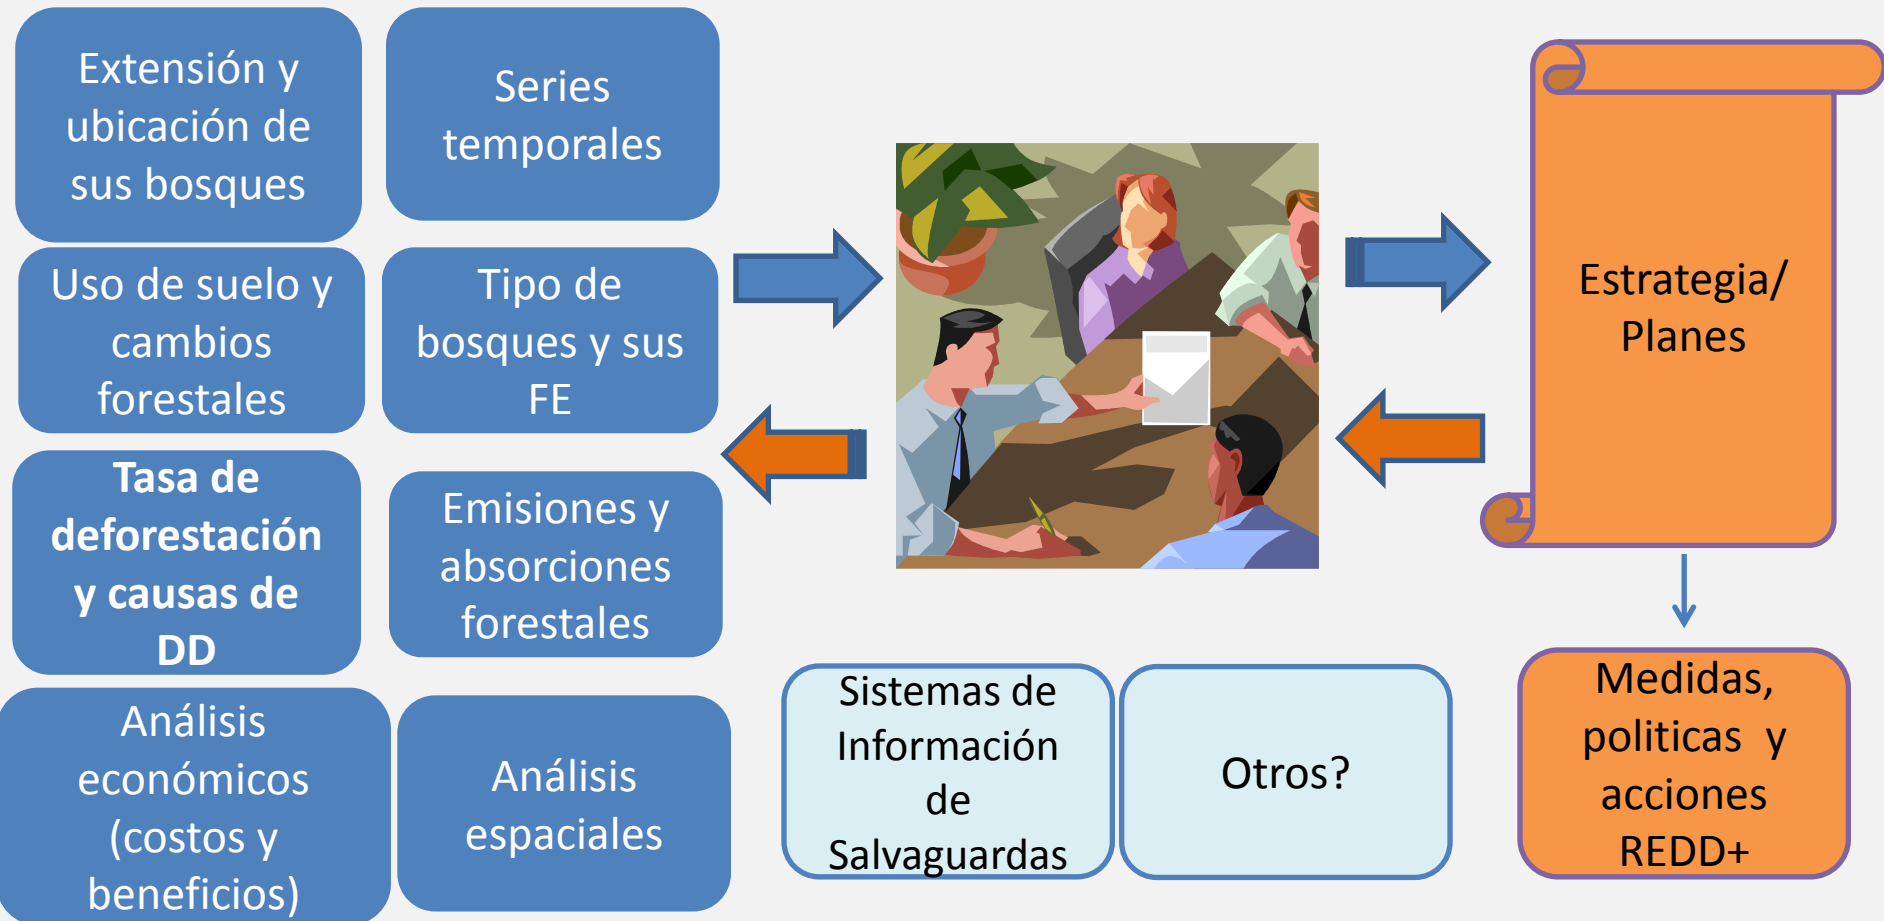 Extensión y
ubicación de
sus bosques
Series
temporales
Uso de suelo y
cambios
forestales
Tipo de
bosques y sus
FE
Tasa de
deforestación
y causas de
DD
Emisiones y
absorciones
forestales
Análisis
económicos
(costos y
beneficios)
Análisis
espaciales
Sistemas de
Información
de
Salvaguardas
Otros?
Estrategia/
Planes
Medidas,
politicas y
acciones
REDD+